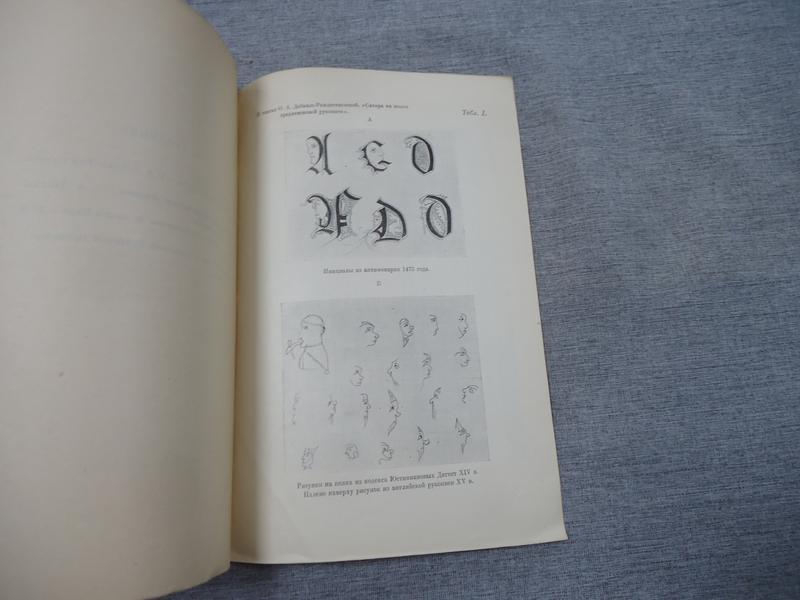 К статье О. А. Добиаш-Рождественской, «Сатира на полях
средневековой рукописи».
Табл. I.
A
A G O
D O
Инициалы из антифонария 1475 года.
B
Рисунки на полях из кодекса Юстиниановых Дигест XIV в.
Налево наверху рисунок из английской рукописи XV в.